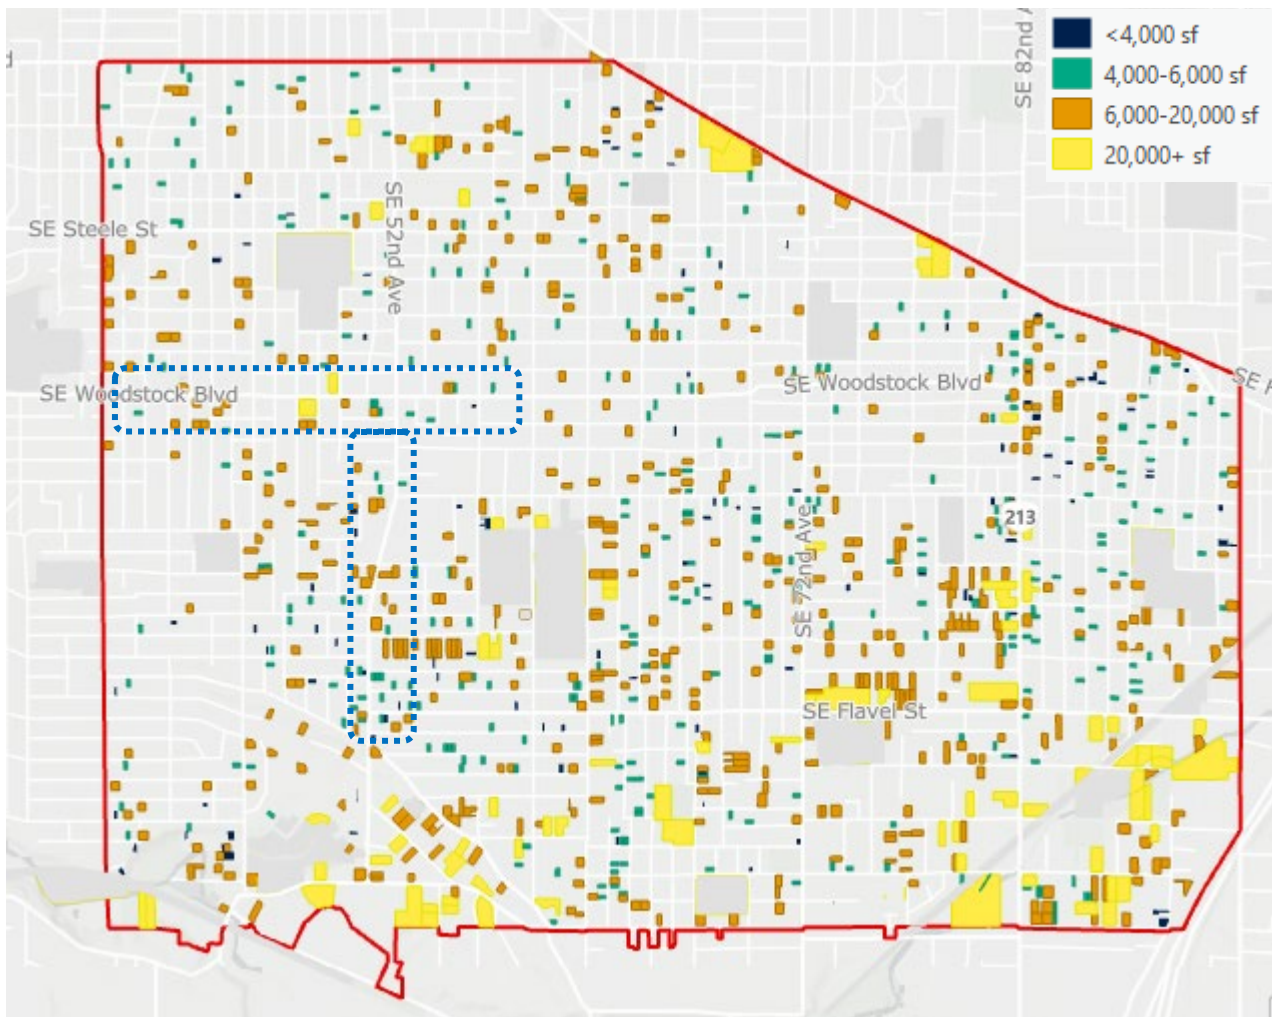 <4,000 sf
4,000-6,000 sf
6,000-20,000 sf
20,000+ sf
SE 82nd A
d
SE 52nd Ave
SE Steele St
SE Woodstock Blvd
SE Woodstock Blvd
SE A
213
SE 72nd Ave
SE Flavel St